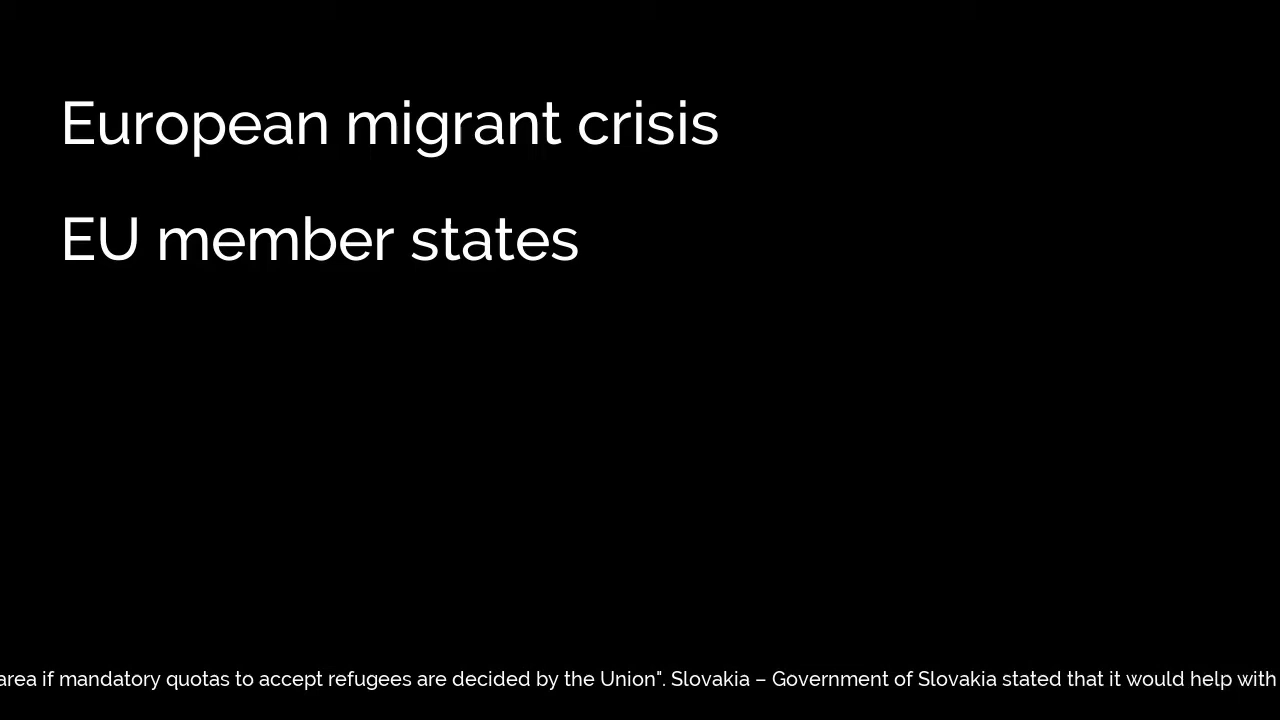 European migrant crisis
EU member states
area if mandatory quotas to accept refugees are decided by the Union". Slovakia – Government of Slovakia stated that it would help with